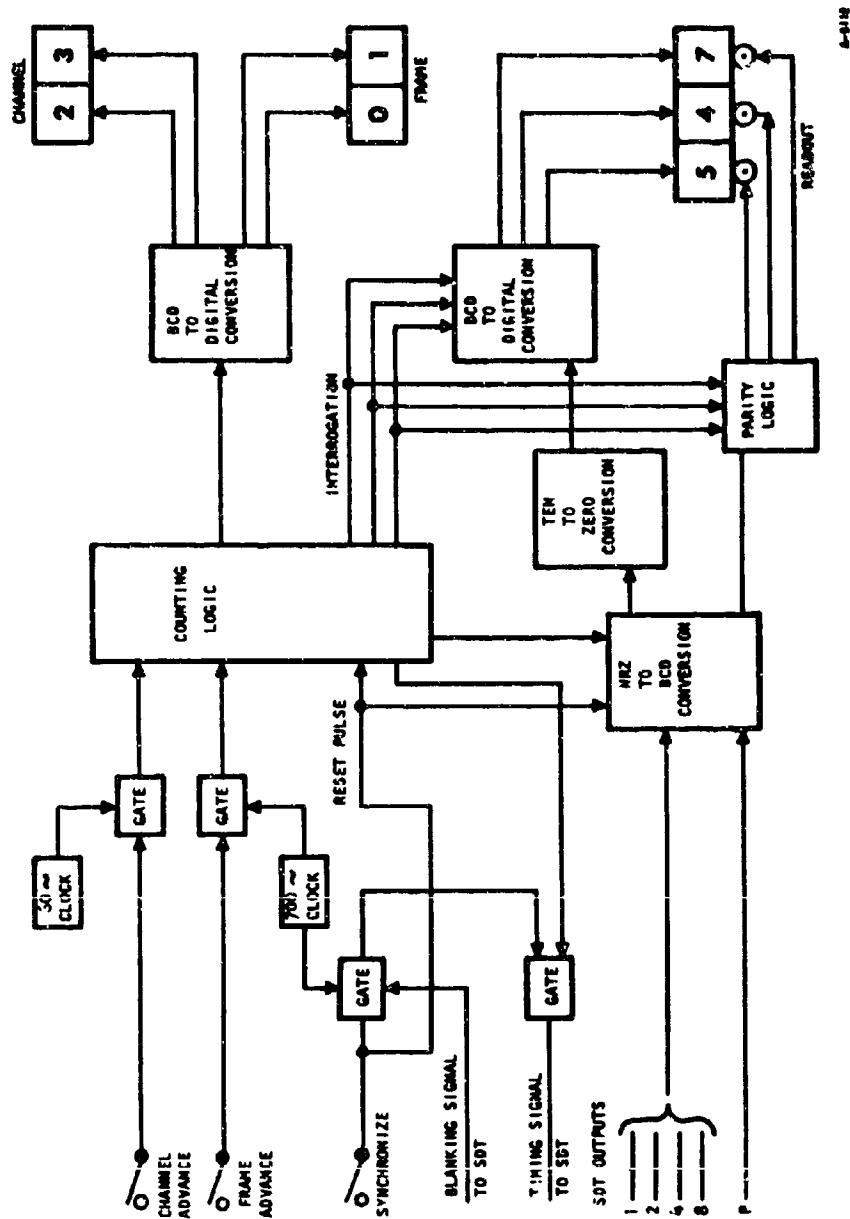 CHANNEL
ADVANCE
FRAME
ADVANCE
SYNCHRONIZE
BLANKING SIGNAL
TO SDT
TIMING SIGNAL
TO SDT
SDT OUTPUTS
1
2
4
8
P
CLOCK
GATE
GATE
CLOCK
GATE
GATE
RESET PULSE
COUNTING
LOGIC
NRZ
TO
BCD
CONVERSION
TEN
TO
ZERO
CONVERSION
INTERROGATION
PARITY
LOGIC
BCD
TO
DIGITAL
CONVERSION
BCD
TO
DIGITAL
CONVERSION
CHANNEL
2 3
0 1
FRAME
5 4 7
READOUT